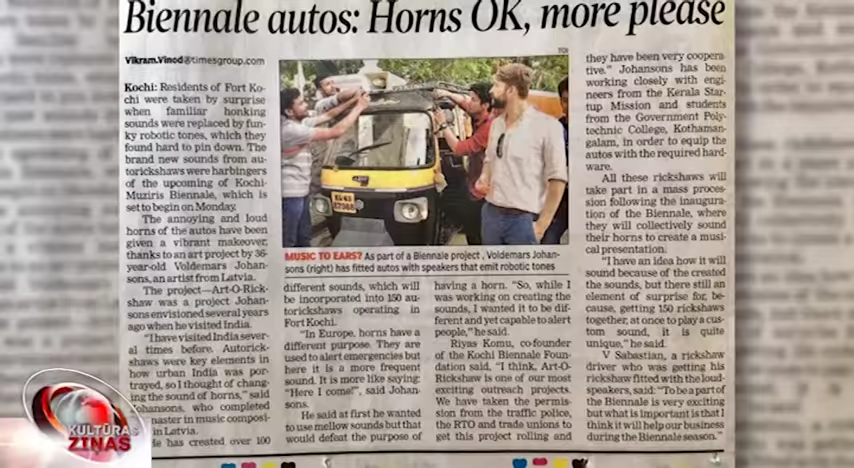 Biennale autos: Horns OK, more please
Vikram.Vinod@timesgroup.com
Kochi: Residents of Fort Ko-
chi were taken by surprise
when familiar honking
sounds were replaced by fun-
ky robotic tones, which they
found hard to pin down. The
brand new sounds from au-
torickshaws were harbingers
of the upcoming of Kochi-
Muziris Biennale, which is
set to begin on Monday.
The annoying and loud
horns of the autos have been
given a vibrant makeover,
thanks to an art project by 36-
year-old Voldemars Johan-
sons, an artist from Latvia.
The project—Art-O-Rick-
shaw was a project Johan-
sons envisioned several years
ago when he visited India.
"I have visited India sever-
al times before. Autorick-
shaws were key elements in
how urban India was por-
trayed, so I thought of chang-
ing the sound of horns," said
Johansons, who completed
master in music composi-
in Latvia.
He has created over 100
TOI
MUSIC TO EARS? As part of a Biennale project, Voldemars Johan-
sons (right) has fitted autos with speakers that emit robotic tones
different sounds, which will
be incorporated into 150 au-
torickshaws operating in
Fort Kochi.
"In Europe, horns have a
different purpose. They are
used to alert emergencies but
here it is a more frequent
sound. It is more like saying:
"Here I come!", said Johan-
sons.
He said at first he wanted
to use mellow sounds but that
would defeat the purpose of
having a horn. "So, while I
was working on creating the
sounds, I wanted it to be dif-
ferent and yet capable to alert
people," he said.
Riyas Komu, co-founder
of the Kochi Biennale Foun-
dation said, "I think, Art-O-
Rickshaw is one of our most
exciting outreach projects.
We have taken the permis-
sion from the traffic police,
the RTO and trade unions to
get this project rolling and
they have been very coopera-
tive." Johansons has been
working closely with engi-
neers from the Kerala Star-
tup Mission and students
from the Government Poly-
technic College, Kothaman-
galam, in order to equip the
autos with the required hard-
ware.
All these rickshaws will
take part in a mass proces-
sion following the inaugura-
tion of the Biennale, where
they will collectively sound
their horns to create a musi-
cal presentation.
"I have an idea how it will
sound because of the created
the sounds, but there still an
element of surprise for, be-
cause, getting 150 rickshaws
together, at once to play a cus-
tom sound, it is quite
unique," he said.
V Sabastian, a rickshaw
driver who was getting his
rickshaw fitted with the loud-
speakers, said: "To be a part
of the Biennale is very exciting
but what is important is that I
think it will help our business
during the Biennale season."
KULTŪRAS
ZIŅAS